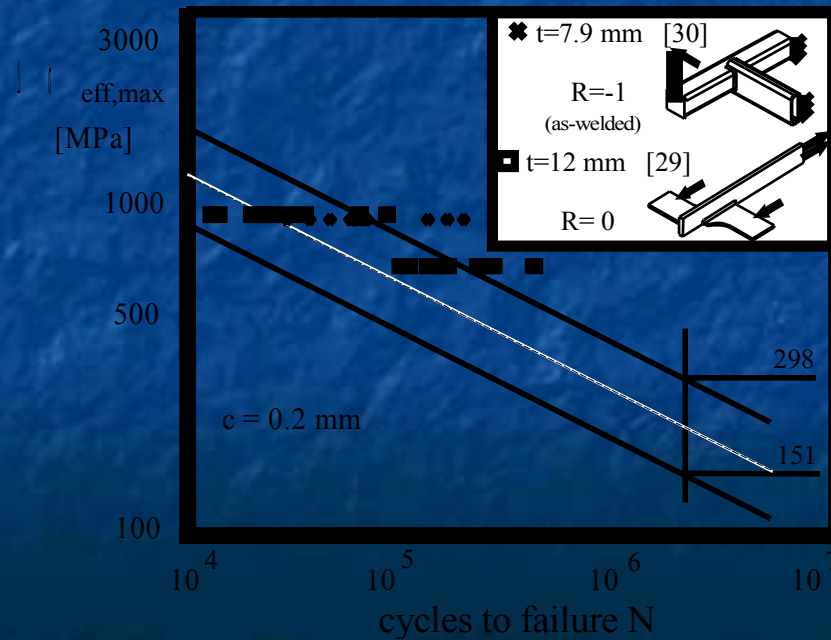 3000
eff,max
[MPa]
1000
500
100
t=7.9 mm [30]
R=-1
(as-welded)
t=12 mm [29]
R= 0
298
151
c = 0.2 mm
10^4
10^5
10^6
cycles to failure N